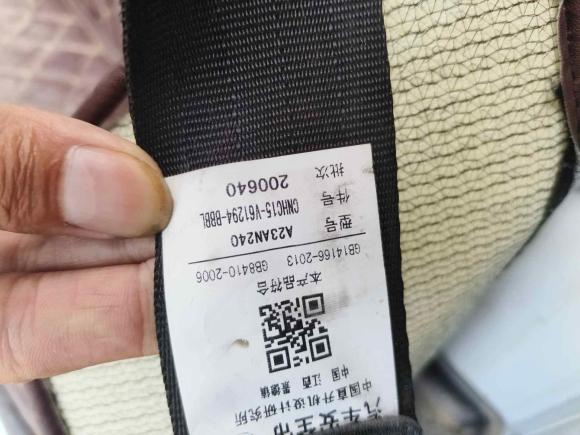 汽车安全带
中国直升机设计研究所
中国 江西 景德镇
本产品符合
GB14166-2013 GB8410-2006
型号 A23AN240
件号 CNHC15-V61294-BBBL
批次 200640